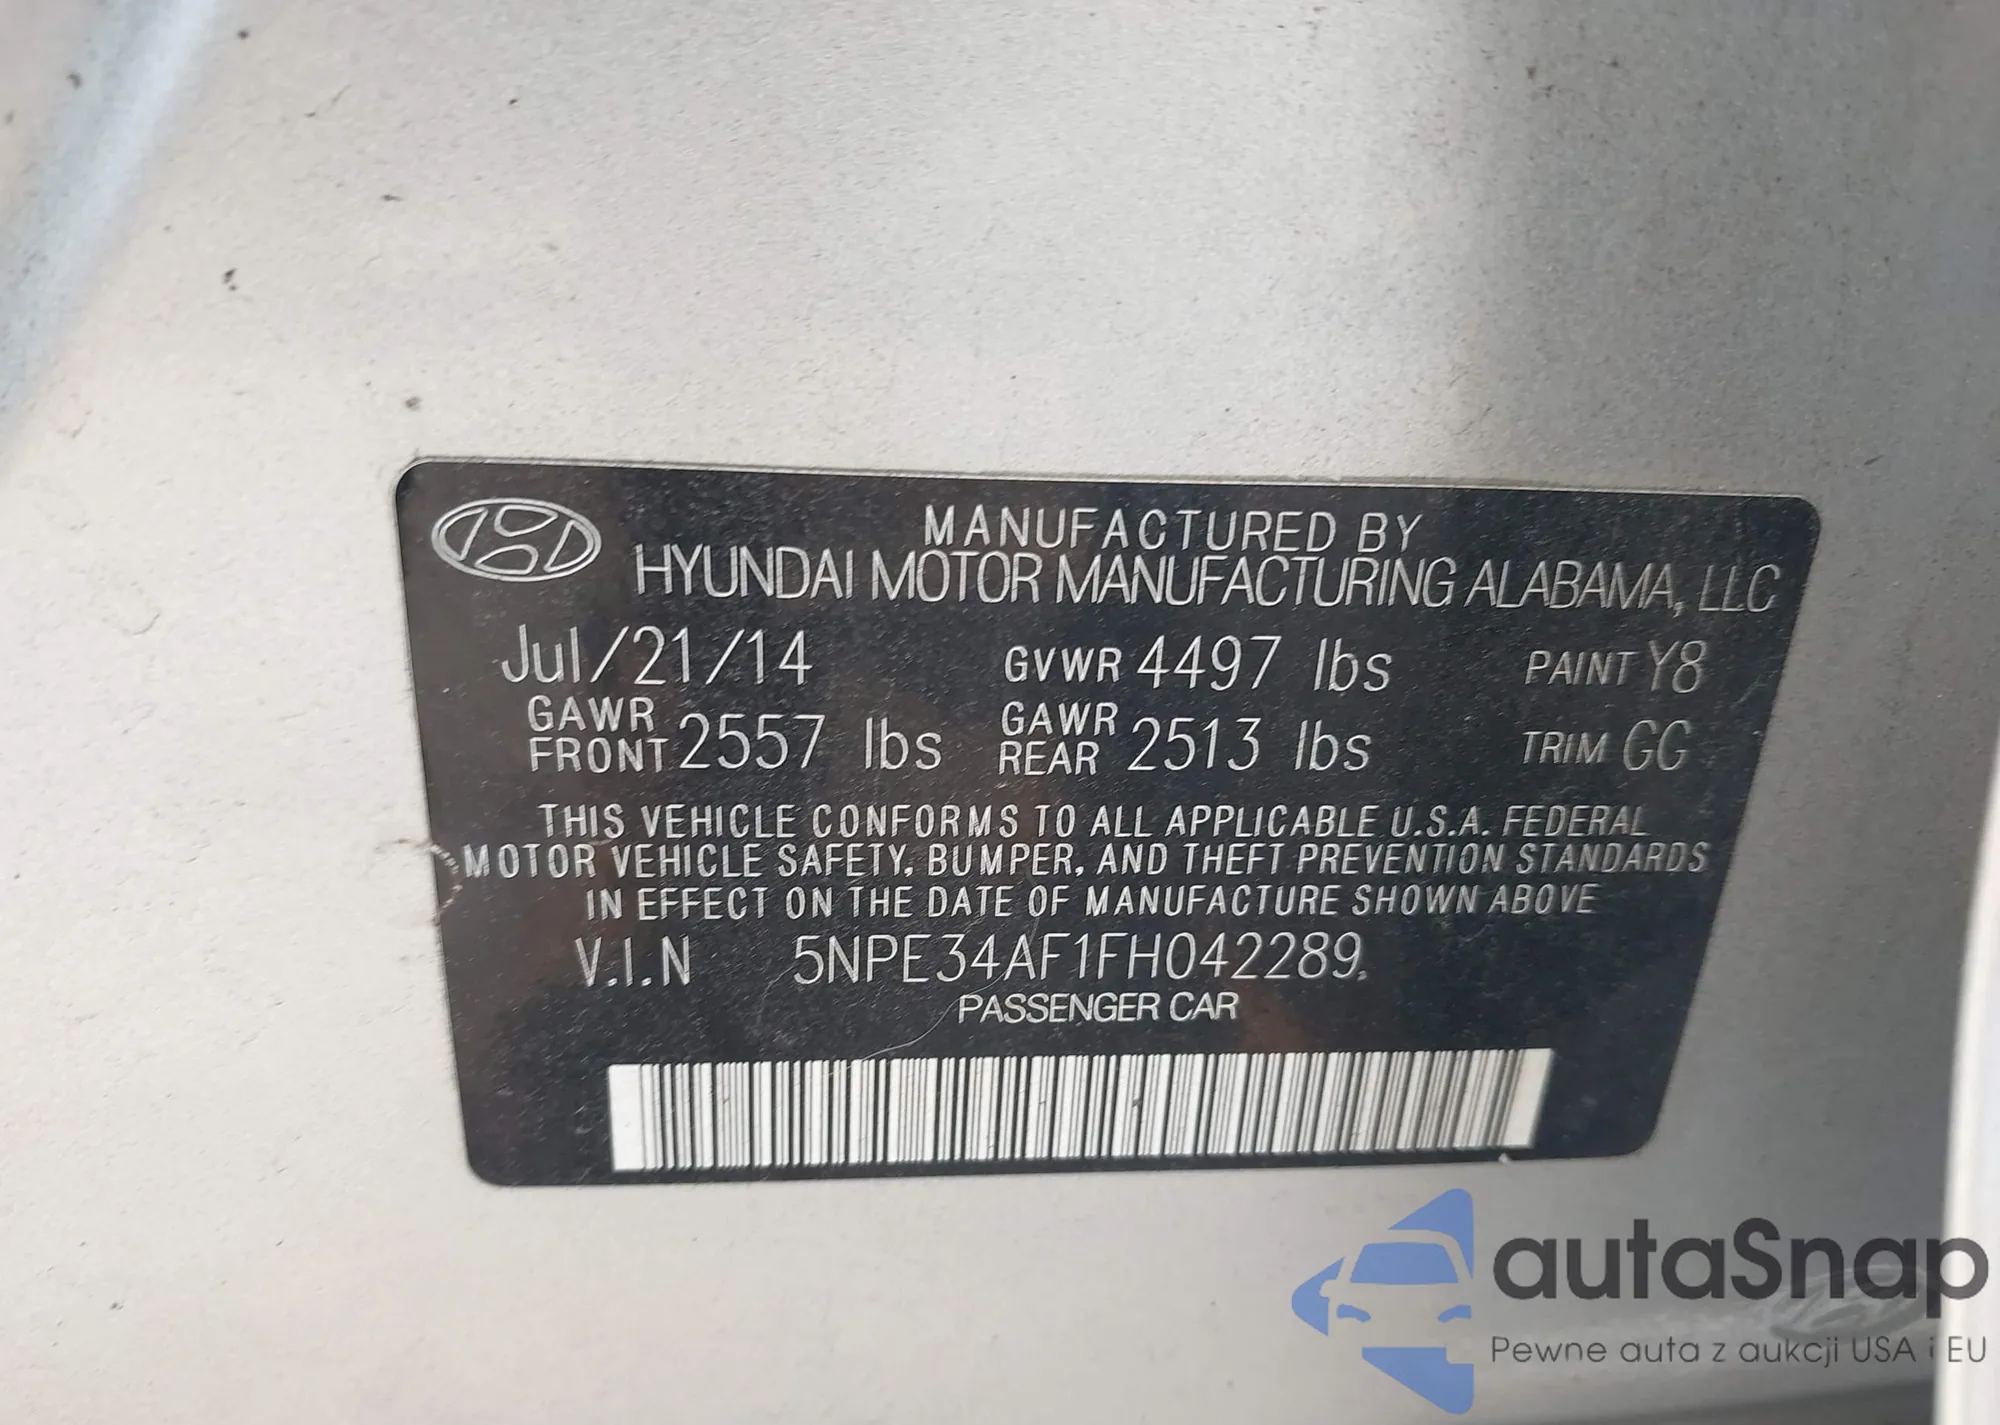 MANUFACTURED BY
HYUNDAI MOTOR MANUFACTURING ALABAMA, LLC
Jul/21/14 GVWR 4497 lbs PAINT Y8
GAWR FRONT 2557 lbs GAWR REAR 2513 lbs TRIM GG
THIS VEHICLE CONFORMS TO ALL APPLICABLE U.S.A. FEDERAL
MOTOR VEHICLE SAFETY, BUMPER, AND THEFT PREVENTION STANDARDS
IN EFFECT ON THE DATE OF MANUFACTURE SHOWN ABOVE
V.I.N 5NPE34AF1FH042289
PASSENGER CAR
autaSnap
Pewne auta z aukcji USA i EU